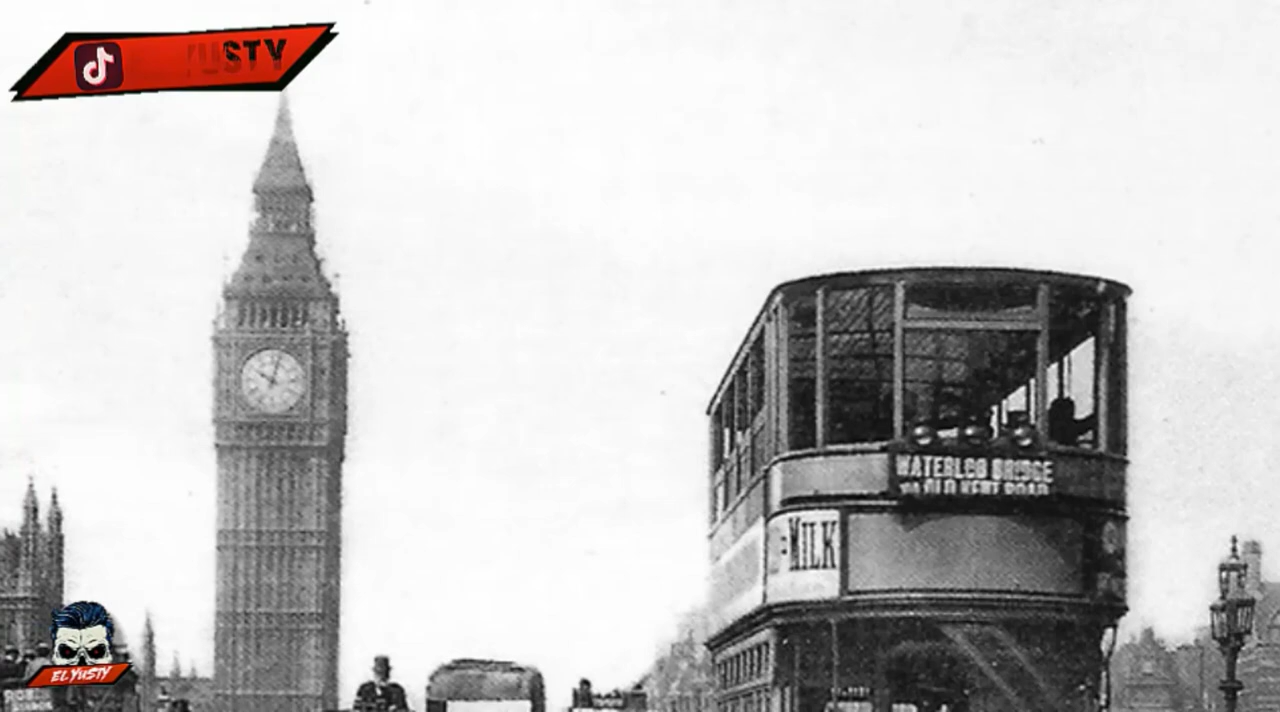 YUSTY
WATERLOO BRIDGE
VIA OLD KENT ROAD
MILK
EL YUSTY